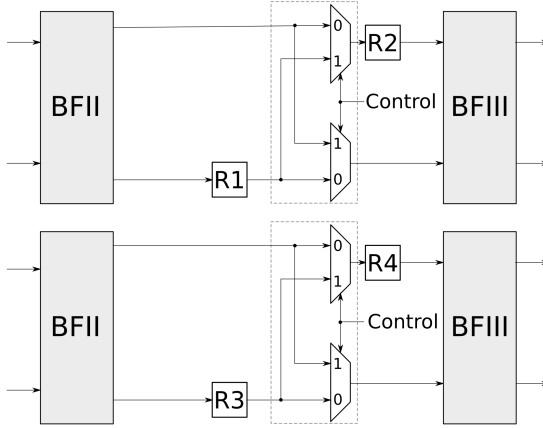 BFII
R1
0
1
1
0
R2
Control
BFIII
BFII
R3
0
1
1
0
R4
Control
BFIII